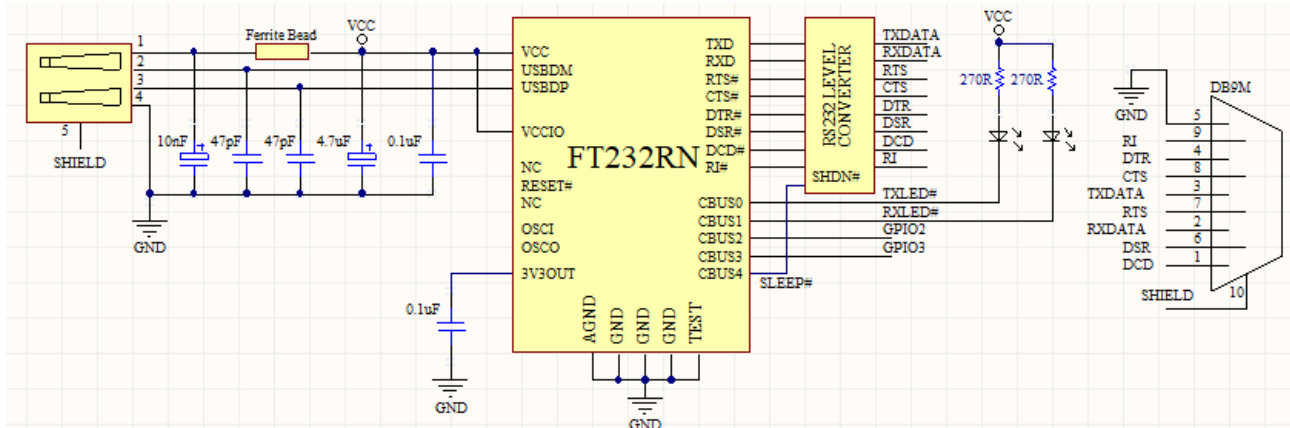 1
2
3
4
5
SHIELD
Ferrite Bead
VCC
10nF
47pF
47pF
4.7uF
0.1uF
GND
VCC
USBDM
USBDP
VCCIO
NC
RESET#
NC
OSCI
OSCO
3V3OUT
FT232RN
TXD
RXD
RTS#
CTS#
DTR#
DSR#
DCD#
RI#
CBUS0
CBUS1
CBUS2
CBUS3
CBUS4
AGND
GND
GND
GND
TEST
0.1uF
GND
GND
RS232 LEVEL
CONVERTER
SHDN#
TXDATA
RXDATA
RTS
CTS
DTR
DSR
DCD
RI
TXLED#
RXLED#
GPIO2
GPIO3
SLEEP#
VCC
270R
270R
GND
DB9M
5
RI 9
DTR 4
CTS 8
TXDATA 3
RTS 7
RXDATA 2
DSR 6
DCD 1
SHIELD 10